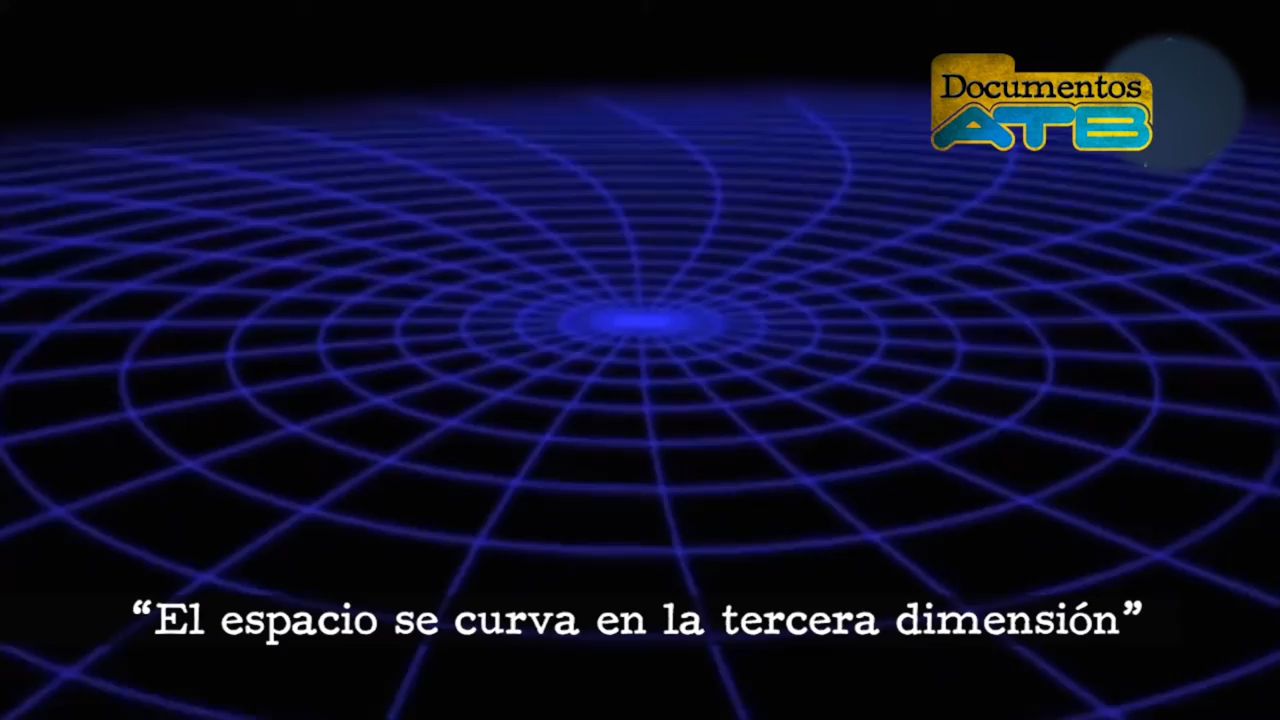 Documentos
ATB
“El espacio se curva en la tercera dimensión”